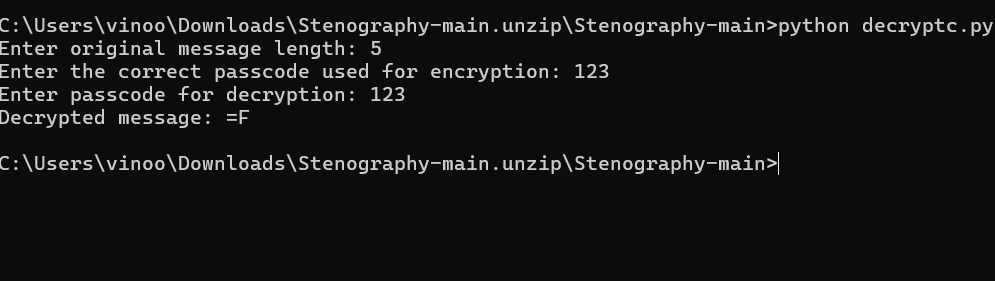 C:\Users\vinoo\Downloads\Stenography-main.unzip\Stenography-main>python decryptc.py
Enter original message length: 5
Enter the correct passcode used for encryption: 123
Enter passcode for decryption: 123
Decrypted message: =F
C:\Users\vinoo\Downloads\Stenography-main.unzip\Stenography-main>